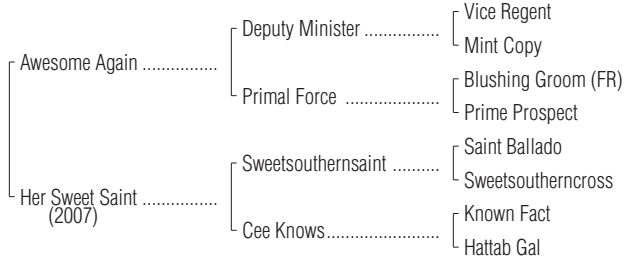 Vice Regent
Deputy Minister .................
Mint Copy
Awesome Again .................
Blushing Groom (FR)
Primal Force .....................
Prime Prospect
Saint Ballado
Sweetsouthernsaint ..........
Sweetsoutherncross
Her Sweet Saint .................
(2007)
Known Fact
Cee Knows.........................
Hattab Gal